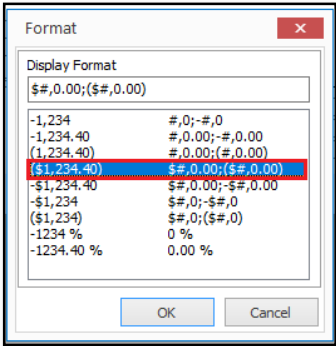 Format
Display Format
$#,0.00;($#,0.00)
-1,234 #,0;-#,0
-1,234.40 #,0.00;-#,0.00
(1,234.40) #,0.00;(#,0.00)
($1,234.40) $#,0.00;($#,0.00)
-$1,234.40 $#,0.00;-$#,0.00
-$1,234 $#,0;-$#,0
($1,234) $#,0;($#,0)
-1234 % 0 %
-1234.40 % 0.00 %
OK Cancel